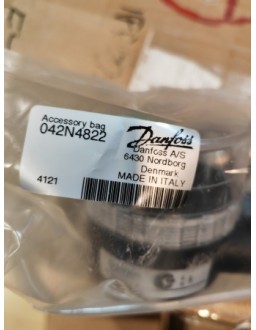 Accessory bag
042N4822
Danfoss
Danfoss A/S
6430 Nordborg
Denmark
MADE IN ITALY
4121